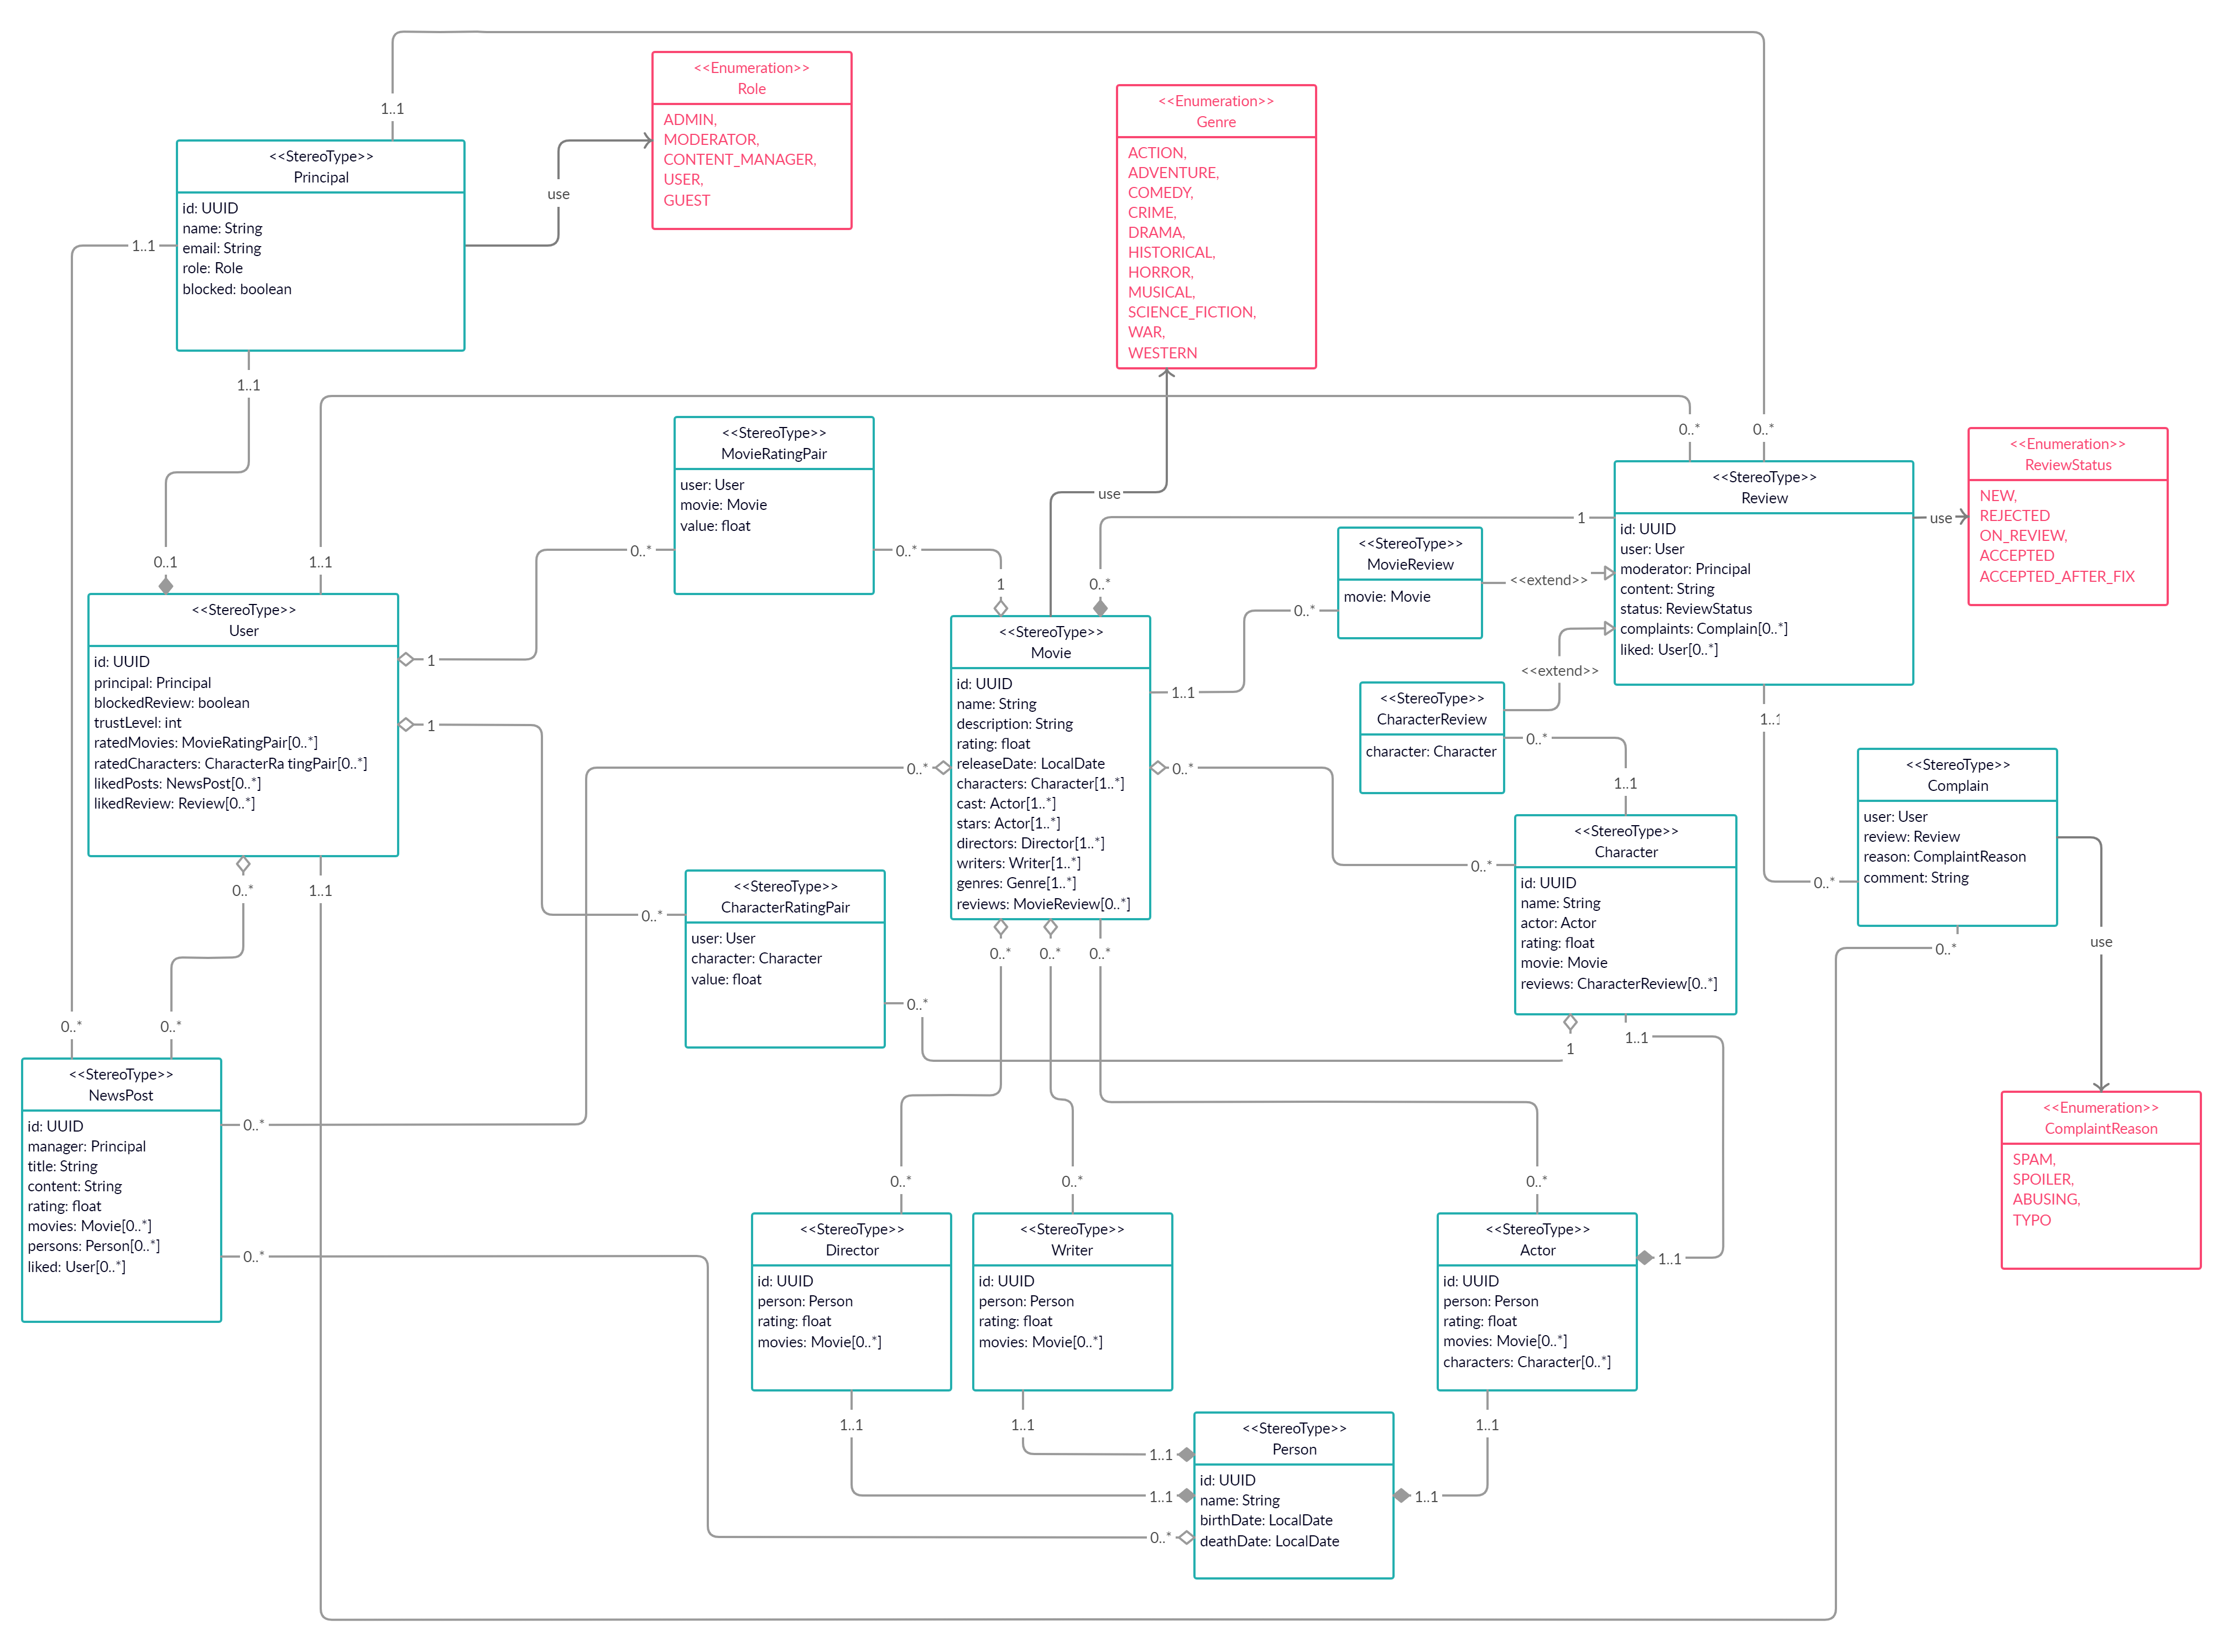 <<Enumeration>>
Role
ADMIN,
MODERATOR,
CONTENT_MANAGER,
USER,
GUEST
<<Enumeration>>
Genre
ACTION,
ADVENTURE,
COMEDY,
CRIME,
DRAMA,
HISTORICAL,
HORROR,
MUSICAL,
SCIENCE_FICTION,
WAR,
WESTERN
1..1
<<StereoType>>
Principal
id: UUID
name: String
email: String
role: Role
blocked: boolean
use
1..1
1..1
<<StereoType>>
MovieRatingPair
user: User
movie: Movie
value: float
use
0..*
0..*
<<Enumeration>>
ReviewStatus
NEW,
REJECTED
ON_REVIEW,
ACCEPTED
ACCEPTED_AFTER_FIX
<<StereoType>>
Review
id: UUID
user: User
moderator: Principal
content: String
status: ReviewStatus
complaints: Complain[0..*]
liked: User[0..*]
use
1
<<StereoType>>
MovieReview
movie: Movie
<<extend>>
<<extend>>
0..*
0..*
0..*
1
0..*
0..1
1..1
<<StereoType>>
User
id: UUID
principal: Principal
blockedReview: boolean
trustLevel: int
ratedMovies: MovieRatingPair[0..*]
ratedCharacters: CharacterRa tingPair[0..*]
likedPosts: NewsPost[0..*]
likedReview: Review[0..*]
1
1
<<StereoType>>
Movie
id: UUID
name: String
description: String
rating: float
releaseDate: LocalDate
characters: Character[1..*]
cast: Actor[1..*]
stars: Actor[1..*]
directors: Director[1..*]
writers: Writer[1..*]
genres: Genre[1..*]
reviews: MovieReview[0..*]
1..1
0..*
0..*
<<StereoType>>
CharacterReview
character: Character
0..*
1..1
1..1
<<StereoType>>
Complain
user: User
review: Review
reason: ComplaintReason
comment: String
0..*
0..*
use
<<StereoType>>
Character
id: UUID
name: String
actor: Actor
rating: float
movie: Movie
reviews: CharacterReview[0..*]
0..*
1
1..1
<<StereoType>>
CharacterRatingPair
user: User
character: Character
value: float
0..*
0..*
0..*
1..1
0..*
0..*
0..*
0..*
0..*
<<StereoType>>
NewsPost
id: UUID
manager: Principal
title: String
content: String
rating: float
movies: Movie[0..*]
persons: Person[0..*]
liked: User[0..*]
0..*
0..*
<<Enumeration>>
ComplaintReason
SPAM,
SPOILER,
ABUSING,
TYPO
0..*
0..*
0..*
<<StereoType>>
Director
id: UUID
person: Person
rating: float
movies: Movie[0..*]
<<StereoType>>
Writer
id: UUID
person: Person
rating: float
movies: Movie[0..*]
<<StereoType>>
Actor
id: UUID
person: Person
rating: float
movies: Movie[0..*]
characters: Character[0..*]
1..1
1..1
1..1
1..1
<<StereoType>>
Person
id: UUID
name: String
birthDate: LocalDate
deathDate: LocalDate
1..1
1..1
0..*
1..1